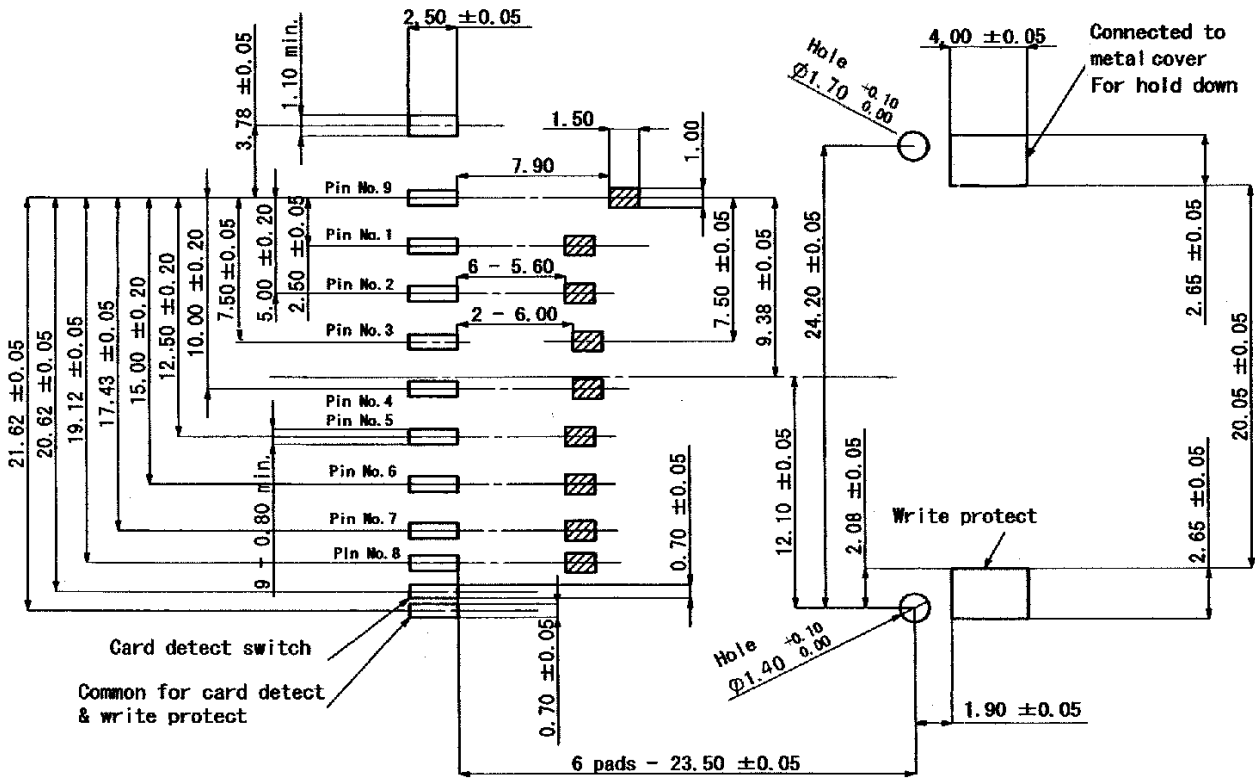 2.50 ±0.05
4.00 ±0.05
Connected to
metal cover
For hold down
Hole
Ø1.70 +0.10
0.00
3.78 ±0.05
1.10 min.
1.50
1.00
7.90
Pin No.9
Pin No.1
6 - 5.60
Pin No.2
2 - 6.00
Pin No.3
Pin No.4
Pin No.5
Pin No.6
Pin No.7
Pin No.8
21.62 ±0.05
20.62 ±0.05
19.12 ±0.05
17.43 ±0.05
15.00 ±0.20
12.50 ±0.20
10.00 ±0.20
7.50 ±0.05
5.00 ±0.20
2.50 ±0.05
9 - 0.80 min.
7.50 ±0.05
9.38 ±0.05
24.20 ±0.05
2.65 ±0.05
20.05 ±0.05
0.70 ±0.05
12.10 ±0.05
2.08 ±0.05
Write protect
2.65 ±0.05
Card detect switch
Common for card detect
& write protect
0.70 ±0.05
Hole
Ø1.40 +0.10
0.00
1.90 ±0.05
6 pads - 23.50 ±0.05